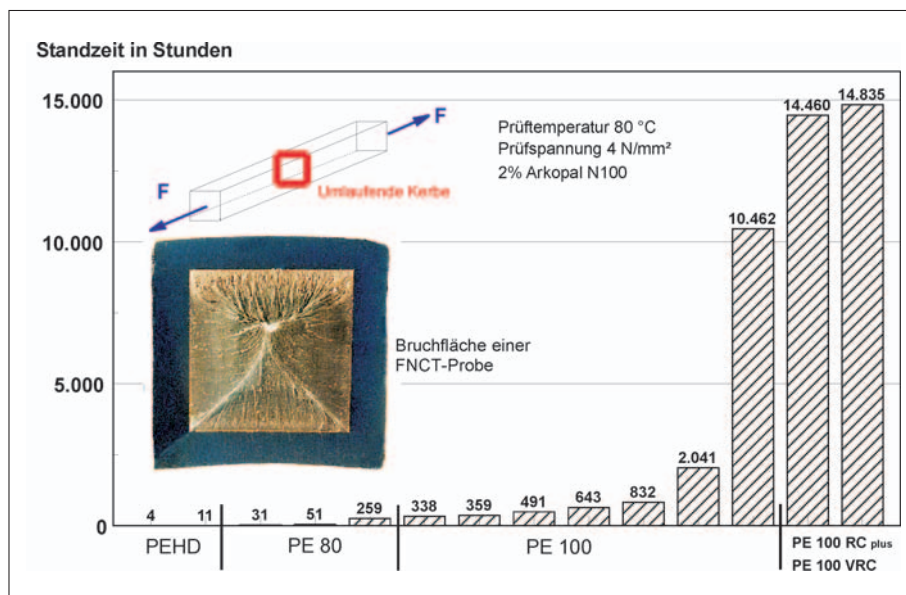 Standzeit in Stunden
15.000
10.000
5.000
0
F
F
Umlaufende Kerbe
Prüftemperatur 80 °C
Prüfspannung 4 N/mm²
2% Arkopal N100
Bruchfläche einer
FNCT-Probe
4
11
31
51
259
338
359
491
643
832
2.041
10.462
14.460
14.835
PEHD
PE 80
PE 100
PE 100 RC plus
PE 100 VRC